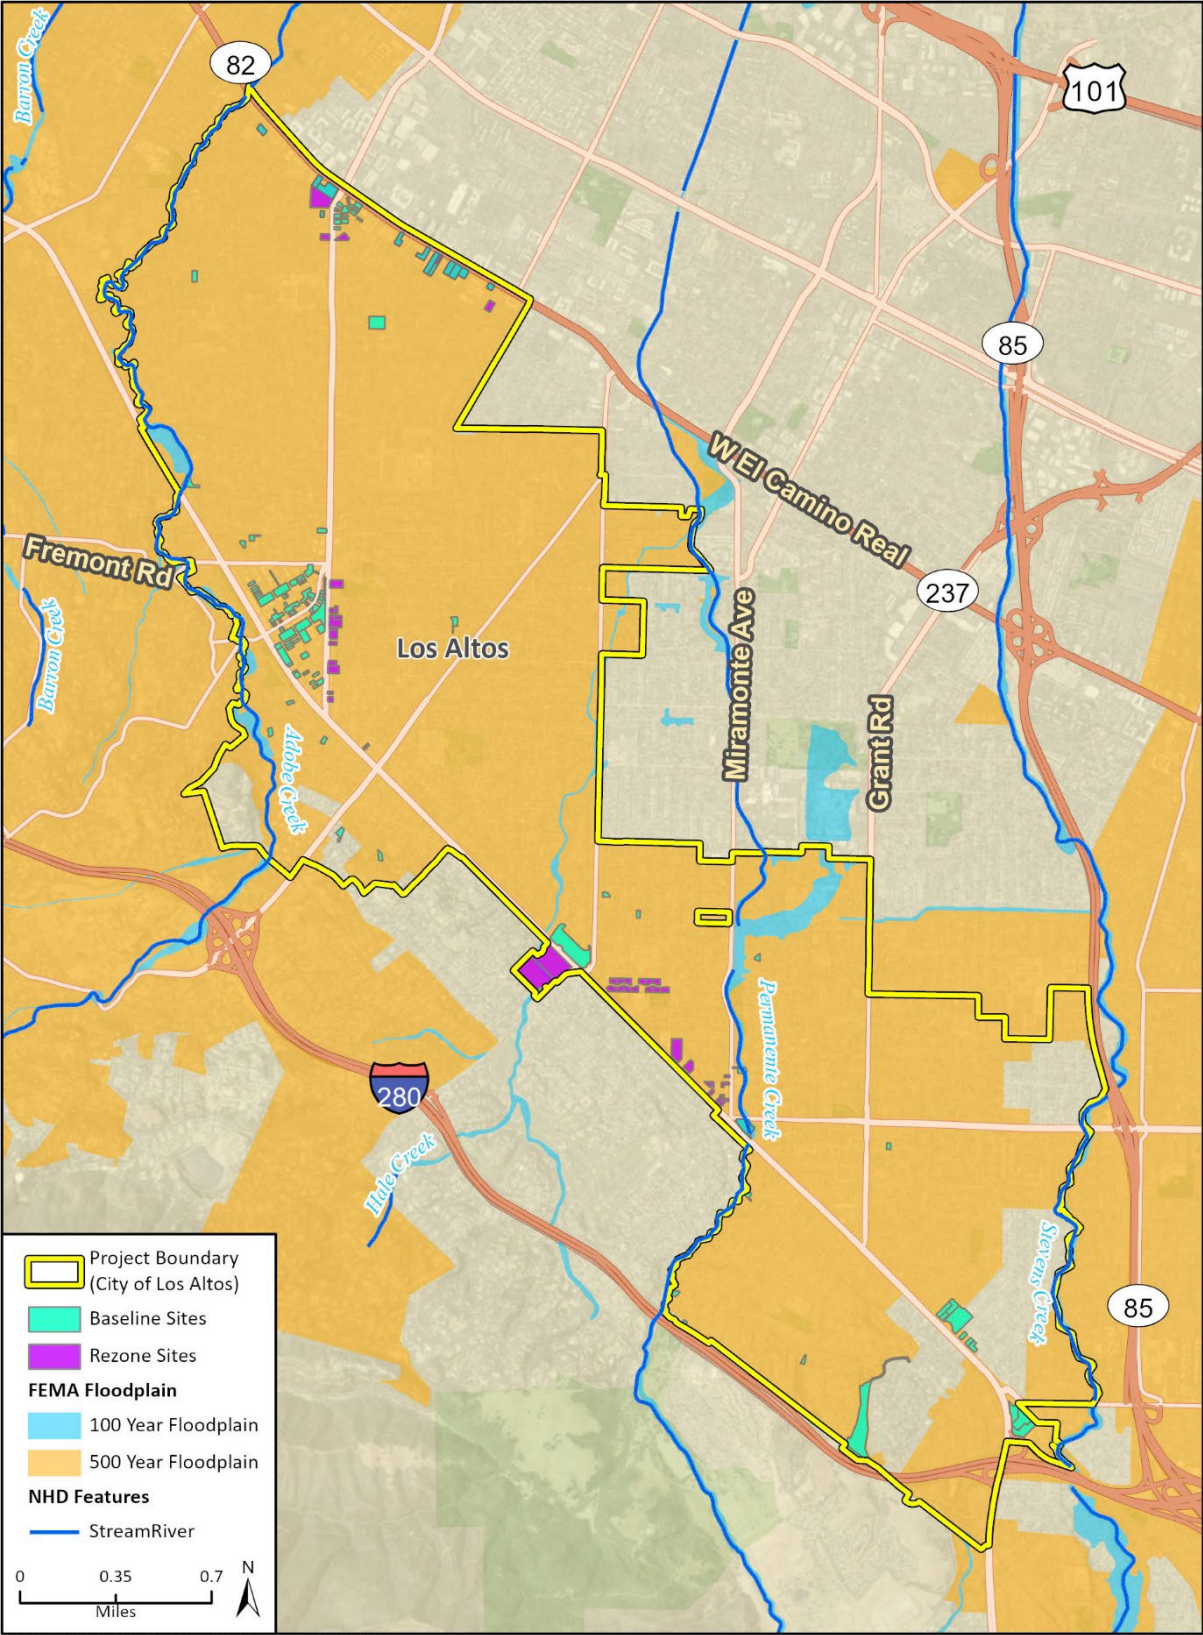 Barron Creek
82
101
85
W El Camino Real
Fremont Rd
237
Barron Creek
Los Altos
Miramonte Ave
Grant Rd
Adobe Creek
Permanente Creek
280
Hale Creek
Stevens Creek
85
Project Boundary
(City of Los Altos)
Baseline Sites
Rezone Sites
FEMA Floodplain
100 Year Floodplain
500 Year Floodplain
NHD Features
StreamRiver
N
0 0.35 0.7
Miles